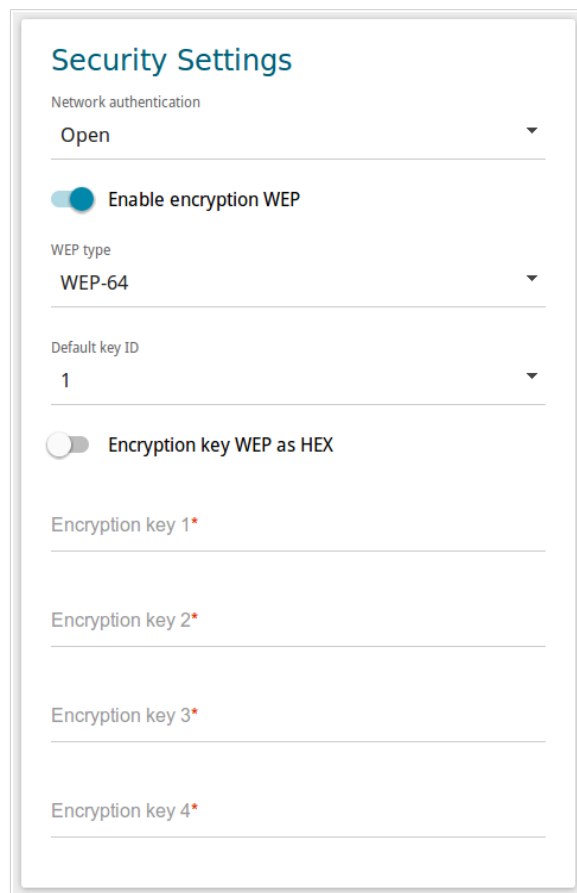 Security Settings
Network authentication
Open
Enable encryption WEP
WEP type
WEP-64
Default key ID
1
Encryption key WEP as HEX
Encryption key 1*
Encryption key 2*
Encryption key 3*
Encryption key 4*